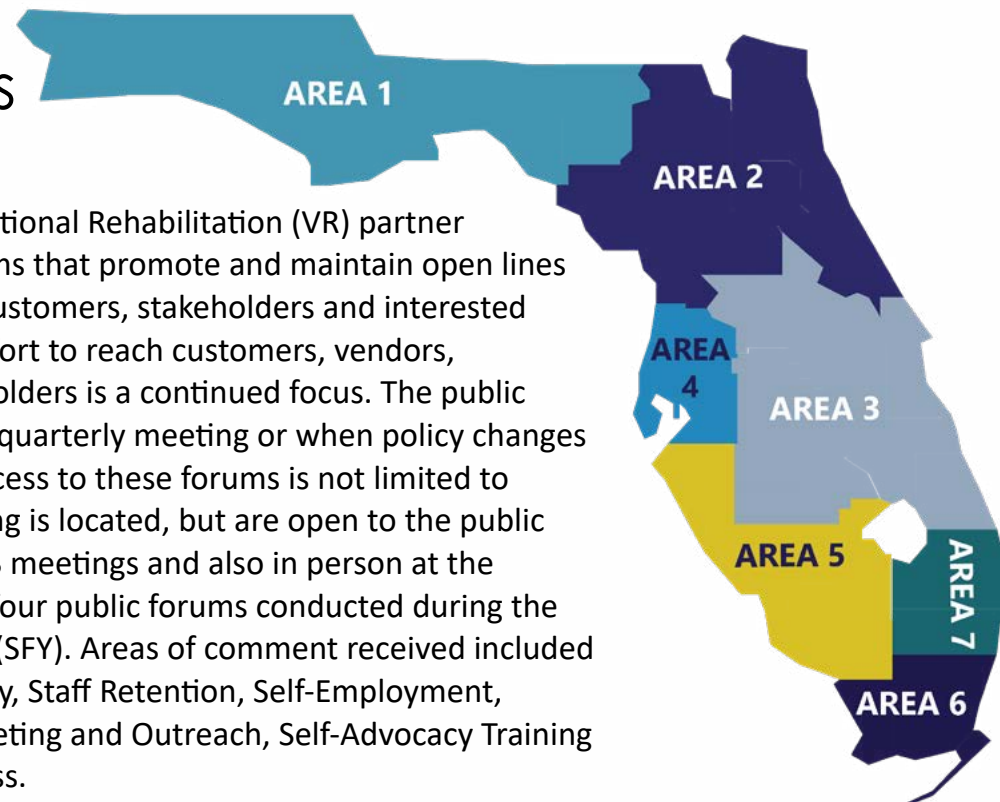 s
AREA 1
AREA 2
tional Rehabilitation (VR) partner
ns that promote and maintain open lines
ustomers, stakeholders and interested
ort to reach customers, vendors,
olders is a continued focus. The public
quarterly meeting or when policy changes
cess to these forums is not limited to
ng is located, but are open to the public
s meetings and also in person at the
four public forums conducted during the
(SFY). Areas of comment received included
y, Staff Retention, Self-Employment,
eting and Outreach, Self-Advocacy Training
ss.
AREA
4
AREA 3
AREA 5
AREA 7
AREA 6